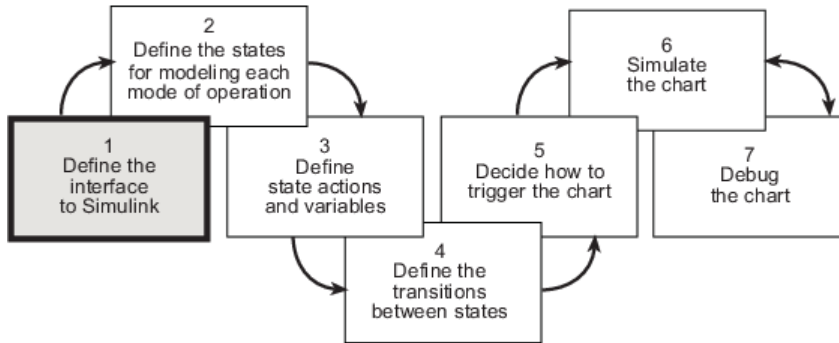 1
Define the
interface
to Simulink
2
Define the states
for modeling each
mode of operation
3
Define
state actions
and variables
4
Define the
transitions
between states
5
Decide how to
trigger the chart
6
Simulate
the chart
7
Debug
the chart